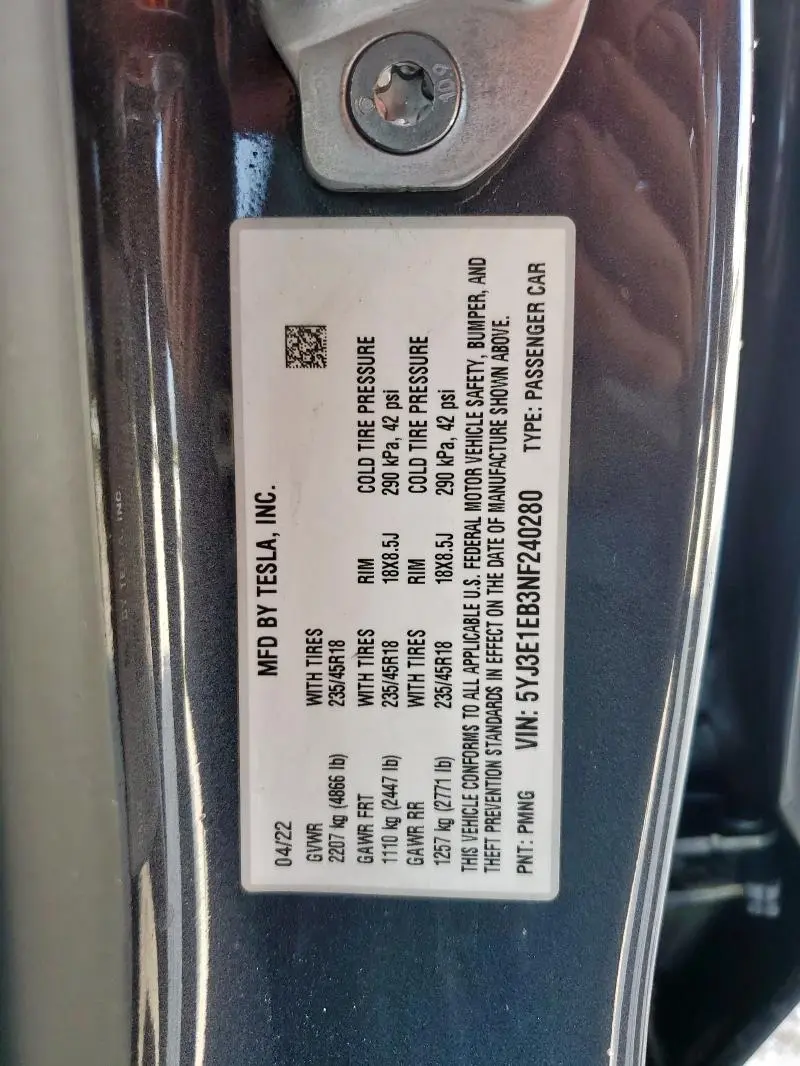 10.9
MFD BY TESLA, INC.
04/22
GVWR WITH TIRES
2207 kg (4866 lb) 235/45R18
GAWR FRT WITH TIRES RIM COLD TIRE PRESSURE
1110 kg (2447 lb) 235/45R18 18X8.5J 290 kPa, 42 psi
GAWR RR WITH TIRES RIM COLD TIRE PRESSURE
1257 kg (2771 lb) 235/45R18 18X8.5J 290 kPa, 42 psi
THIS VEHICLE CONFORMS TO ALL APPLICABLE U.S. FEDERAL MOTOR VEHICLE SAFETY, BUMPER, AND
THEFT PREVENTION STANDARDS IN EFFECT ON THE DATE OF MANUFACTURE SHOWN ABOVE.
PNT: PMNG VIN: 5YJ3E1EB3NF240280 TYPE: PASSENGER CAR